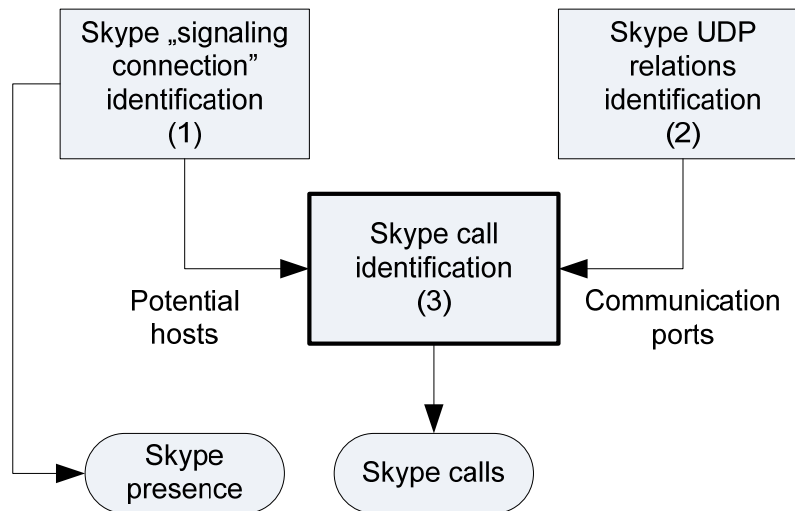 Skype „signaling
connection”
identification
(1)
Skype UDP
relations
identification
(2)
Skype call
identification
(3)
Potential
hosts
Communication
ports
Skype
presence
Skype calls